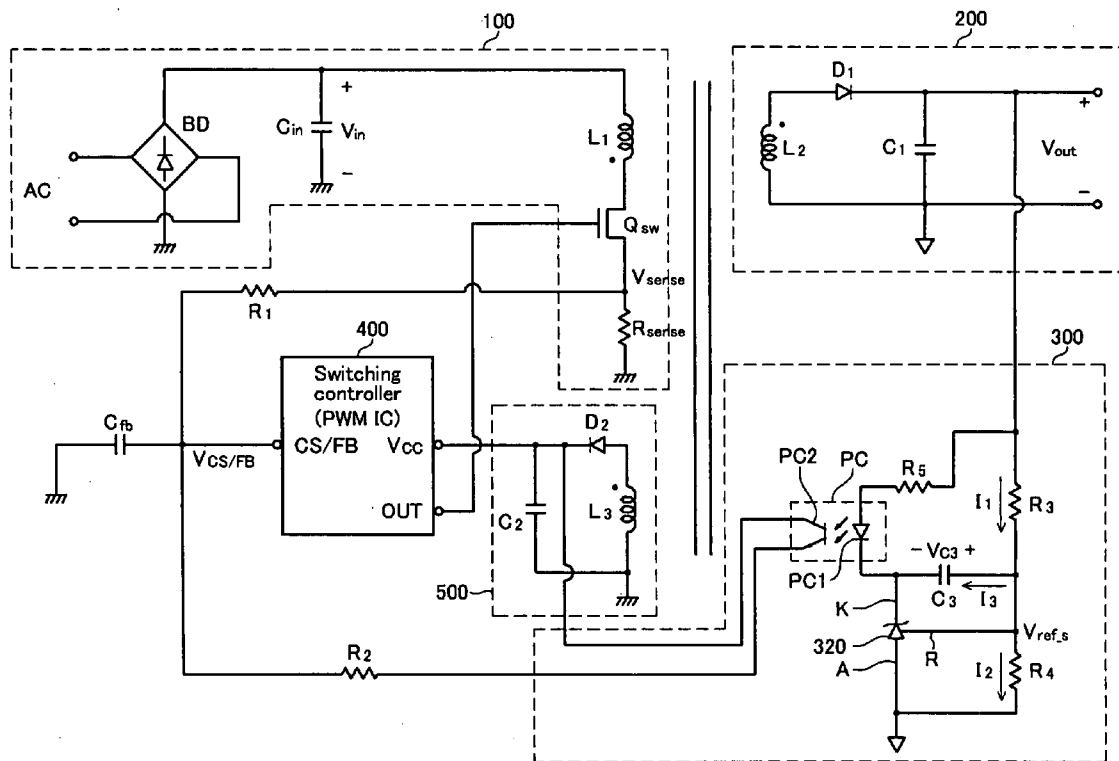 100
200
BD
AC
Cin
+
Vin
-
L1
Qsw
Vsense
Rsense
R1
D1
L2
C1
+
Vout
-
400
Switching
controller
(PWM IC)
CS/FB
VCC
OUT
Cfb
VCS/FB
D2
C2
L3
500
R2
300
PC2
PC
R5
PC1
I1
R3
- VC3 +
C3
I3
K
320
R
A
Vref_s
I2
R4